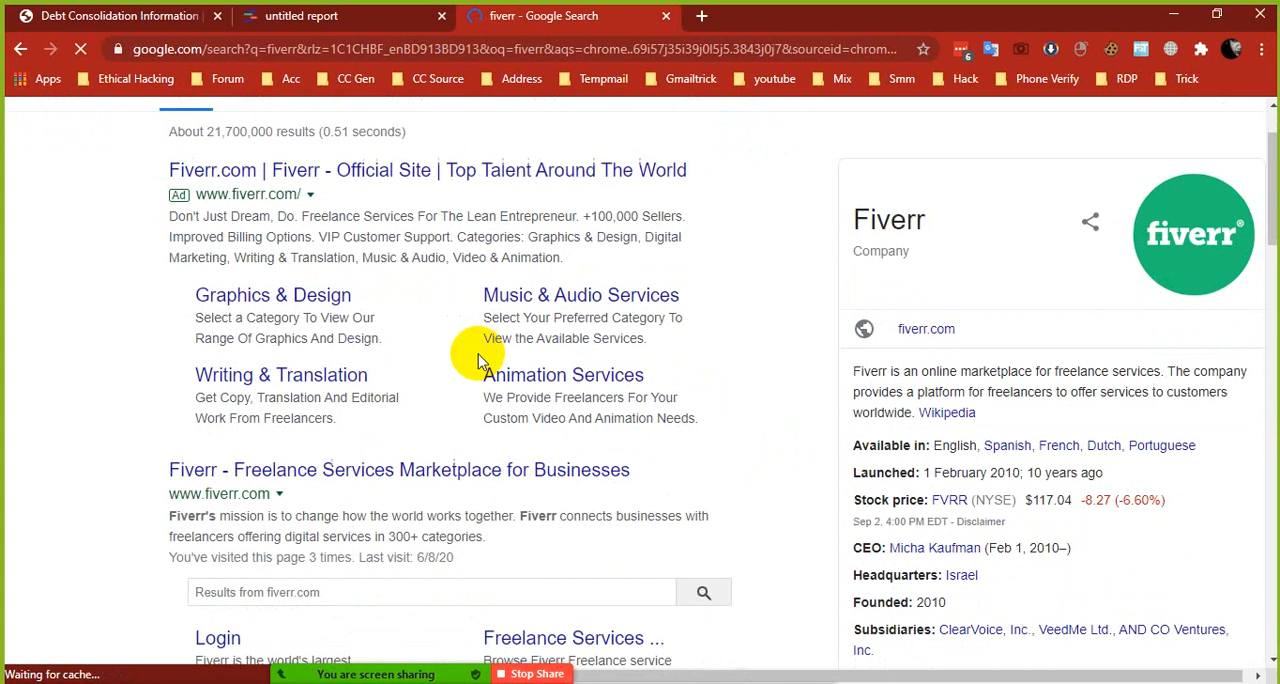 Debt Consolidation Information
untitled report
fiverr - Google Search
google.com/search?q=fiverr&rlz=1C1CHBF_enBD913BD913&oq=fiverr&aqs=chrome..69i57j35i39j0l5j5.3843j0j7&sourceid=chrom...
6
Apps
Ethical Hacking
Forum
Acc
CC Gen
CC Source
Address
Tempmail
Gmailtrick
youtube
Mix
Smm
Hack
Phone Verify
RDP
Trick
About 21,700,000 results (0.51 seconds)
Fiverr.com | Fiverr - Official Site | Top Talent Around The World
Ad www.fiverr.com/
Don't Just Dream, Do. Freelance Services For The Lean Entrepreneur. +100,000 Sellers.
Improved Billing Options. VIP Customer Support. Categories: Graphics & Design, Digital
Marketing, Writing & Translation, Music & Audio, Video & Animation.
Graphics & Design
Select a Category To View Our
Range Of Graphics And Design.
Music & Audio Services
Select Your Preferred Category To
View the Available Services.
Writing & Translation
Get Copy, Translation And Editorial
Work From Freelancers.
Animation Services
We Provide Freelancers For Your
Custom Video And Animation Needs.
Fiverr - Freelance Services Marketplace for Businesses
www.fiverr.com
Fiverr's mission is to change how the world works together. Fiverr connects businesses with
freelancers offering digital services in 300+ categories.
You've visited this page 3 times. Last visit: 6/8/20
Results from fiverr.com
Login
Fiverr is the world's largest
Freelance Services ...
Browse Fiverr Freelance service
Fiverr
Company
fiverr®
fiverr.com
Fiverr is an online marketplace for freelance services. The company
provides a platform for freelancers to offer services to customers
worldwide. Wikipedia
Available in: English, Spanish, French, Dutch, Portuguese
Launched: 1 February 2010; 10 years ago
Stock price: FVRR (NYSE) $117.04 -8.27 (-6.60%)
Sep 2, 4:00 PM EDT - Disclaimer
CEO: Micha Kaufman (Feb 1, 2010–)
Headquarters: Israel
Founded: 2010
Subsidiaries: ClearVoice, Inc., VeedMe Ltd., AND CO Ventures,
Inc.
Waiting for cache...
You are screen sharing
Stop Share